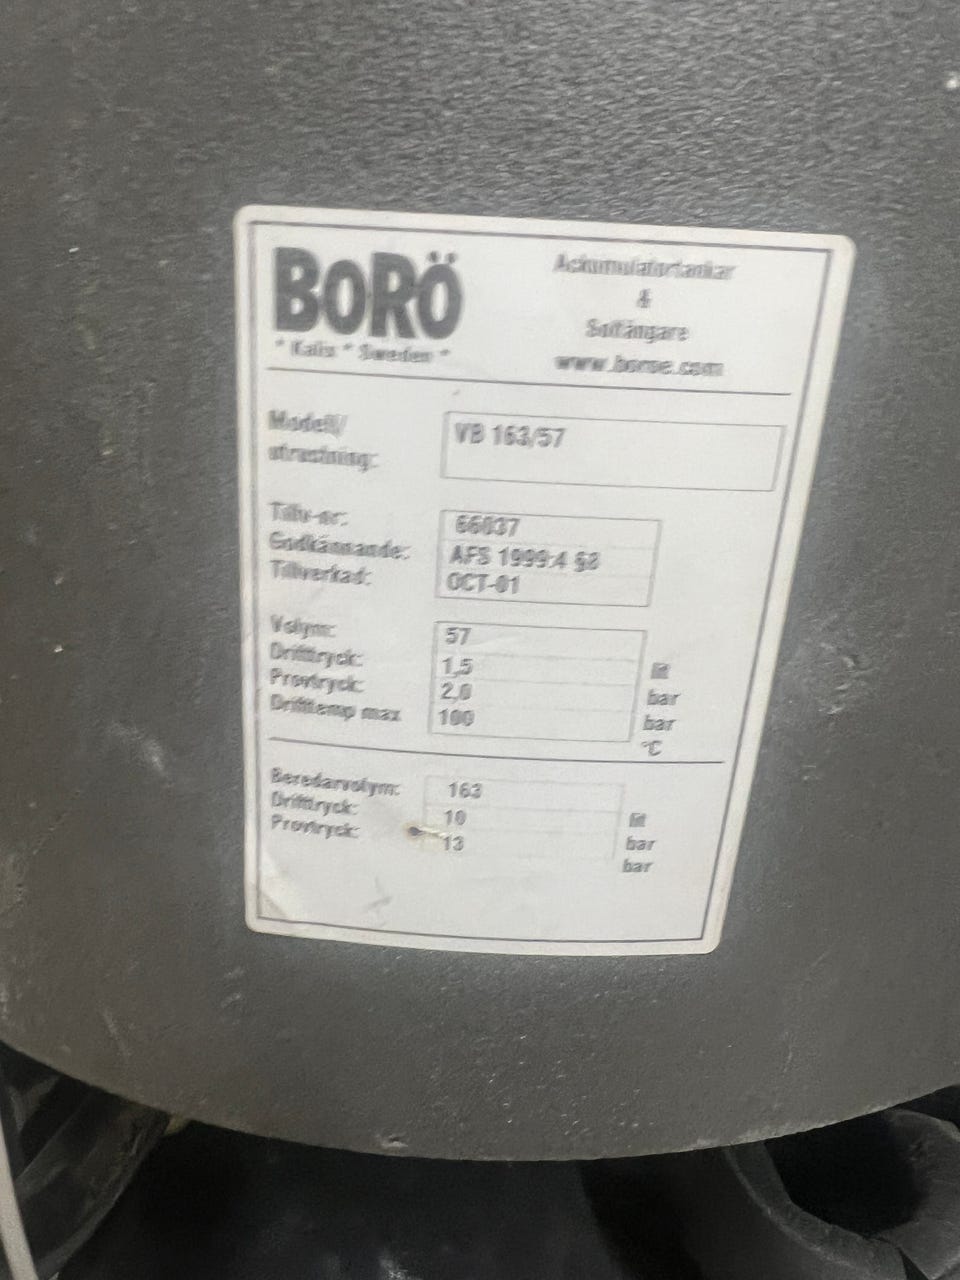 BORÖ
* Kalix * Sweden *
Ackumulatortankar
&
Solfångare
www.boroe.com
Modell/
utrustning:
VB 163/57
Tillv-nr: 66037
Godkännande: AFS 1999:4 §8
Tillverkad: OCT-01
Volym: 57 lit
Drifttryck: 1,5 bar
Provtryck: 2,0 bar
Drifttemp max 100 °C
Beredarvolym: 163 lit
Drifttryck: 10 bar
Provtryck: 13 bar